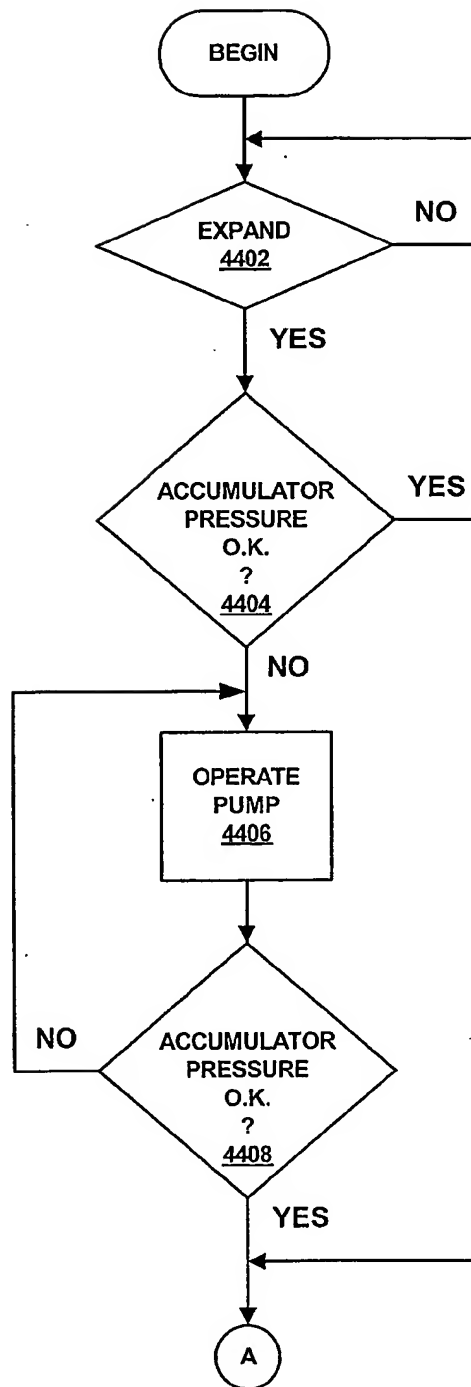 BEGIN
EXPAND
4402
NO
YES
ACCUMULATOR
PRESSURE
O.K.
?
4404
YES
NO
OPERATE
PUMP
4406
NO
ACCUMULATOR
PRESSURE
O.K.
?
4408
YES
A